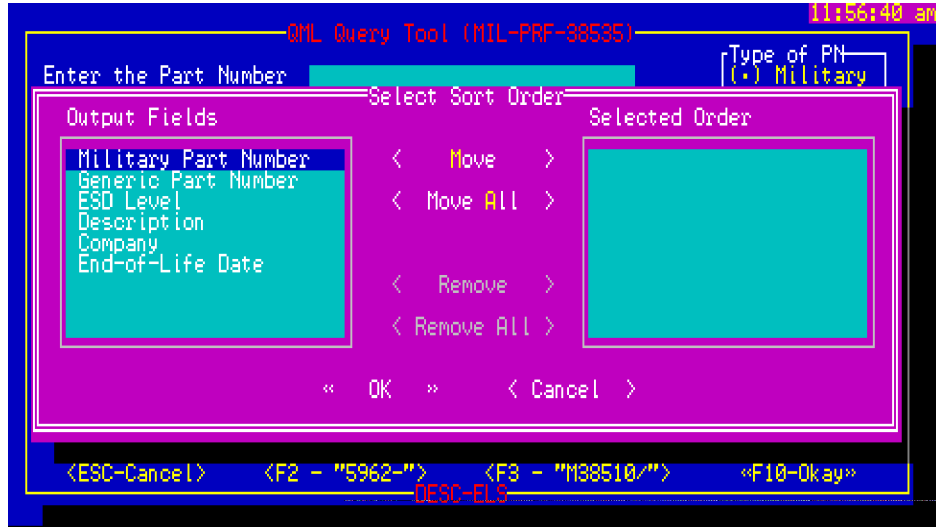 11:56:40 am
QML Query Tool (MIL-PRF-38535)
Type of PN
Enter the Part Number
(·) Military
Select Sort Order
Output Fields
Selected Order
Military Part Number
Generic Part Number
ESD Level
Description
Company
End-of-Life Date
< Move >
< Move All >
< Remove >
< Remove All >
« OK » < Cancel >
<ESC-Cancel> <F2 - "5962-"> <F3 - "M38510/"> «F10-Okay»
DESC-ELS